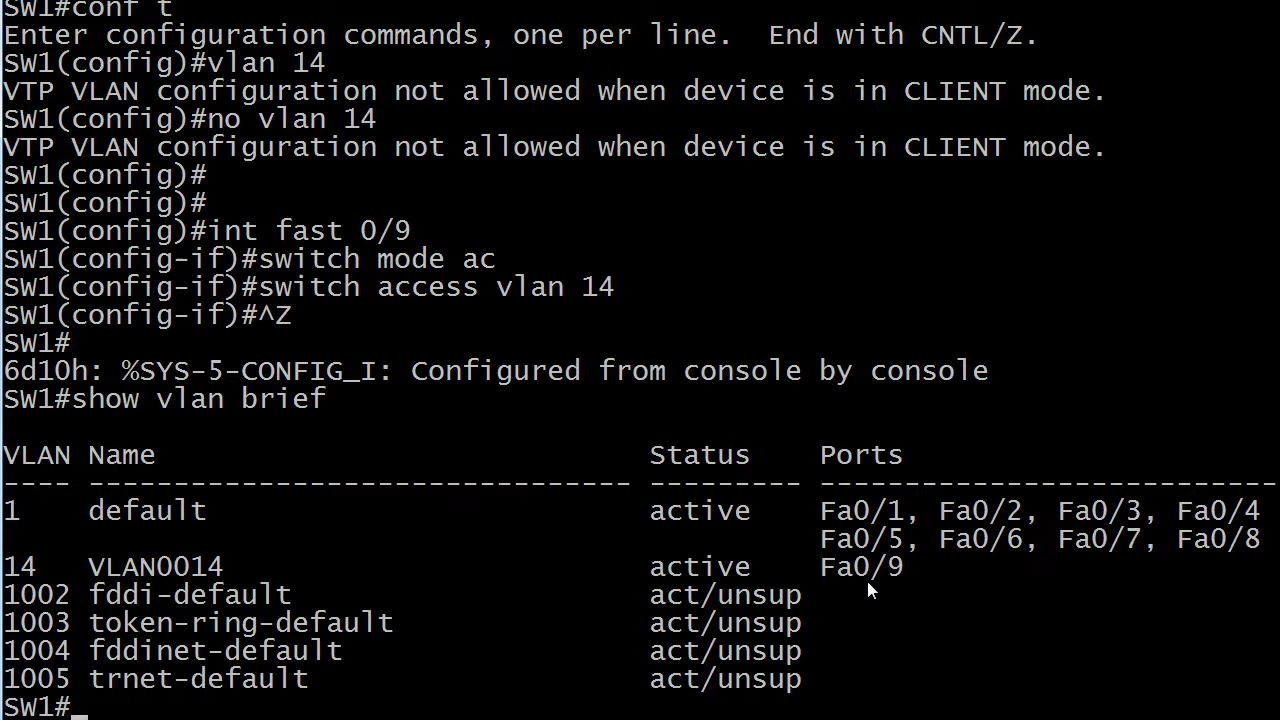 SW1#conf t
Enter configuration commands, one per line.  End with CNTL/Z.
SW1(config)#vlan 14
VTP VLAN configuration not allowed when device is in CLIENT mode.
SW1(config)#no vlan 14
VTP VLAN configuration not allowed when device is in CLIENT mode.
SW1(config)#
SW1(config)#
SW1(config)#int fast 0/9
SW1(config-if)#switch mode ac
SW1(config-if)#switch access vlan 14
SW1(config-if)#^Z
SW1#
6d10h: %SYS-5-CONFIG_I: Configured from console by console
SW1#show vlan brief
VLAN Name                             Status    Ports
---- -------------------------------- --------- ---------------------------
1    default                          active    Fa0/1, Fa0/2, Fa0/3, Fa0/4
                                                Fa0/5, Fa0/6, Fa0/7, Fa0/8
14   VLAN0014                         active    Fa0/9
1002 fddi-default                     act/unsup
1003 token-ring-default               act/unsup
1004 fddinet-default                  act/unsup
1005 trnet-default                    act/unsup
SW1#